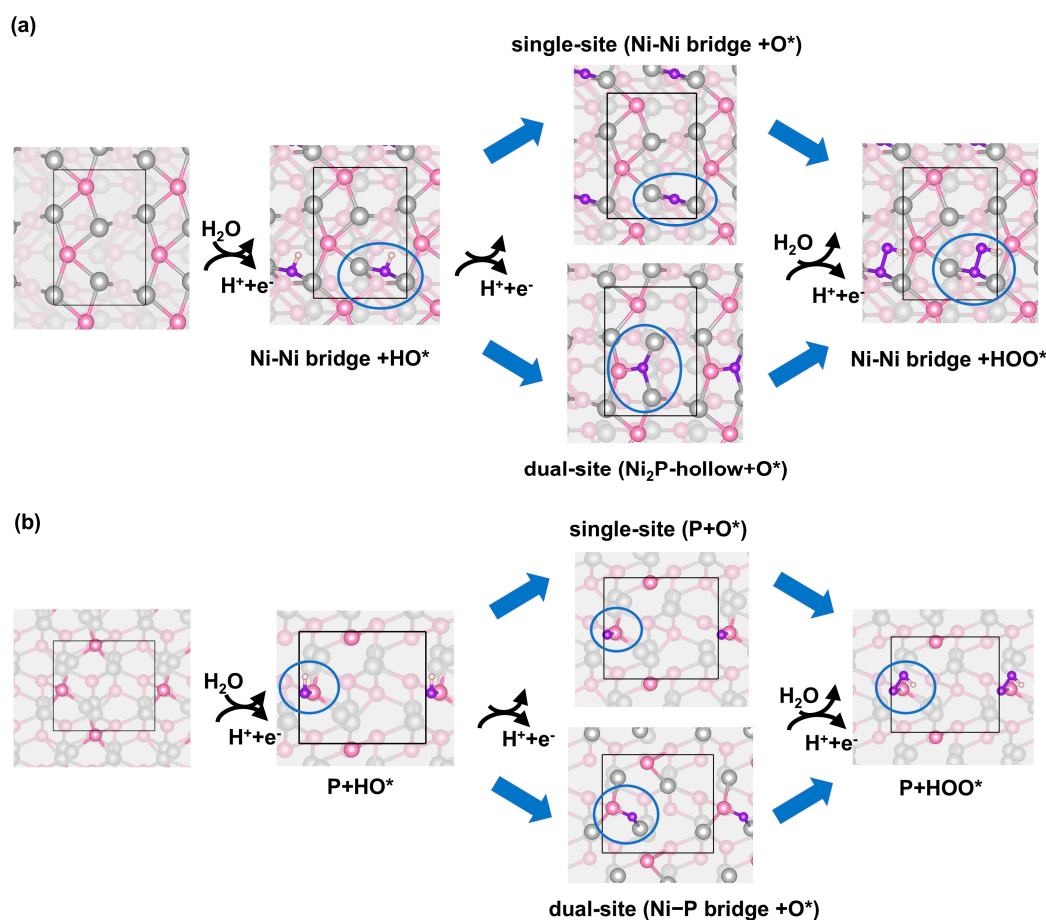 (a)
single-site (Ni-Ni bridge +O*)
H₂O
H⁺+e⁻
Ni-Ni bridge +HO*
H⁺+e⁻
H₂O
H⁺+e⁻
Ni-Ni bridge +HOO*
dual-site (Ni₂P-hollow+O*)
(b)
single-site (P+O*)
H₂O
H⁺+e⁻
P+HO*
H⁺+e⁻
H₂O
H⁺+e⁻
P+HOO*
dual-site (Ni−P bridge +O*)